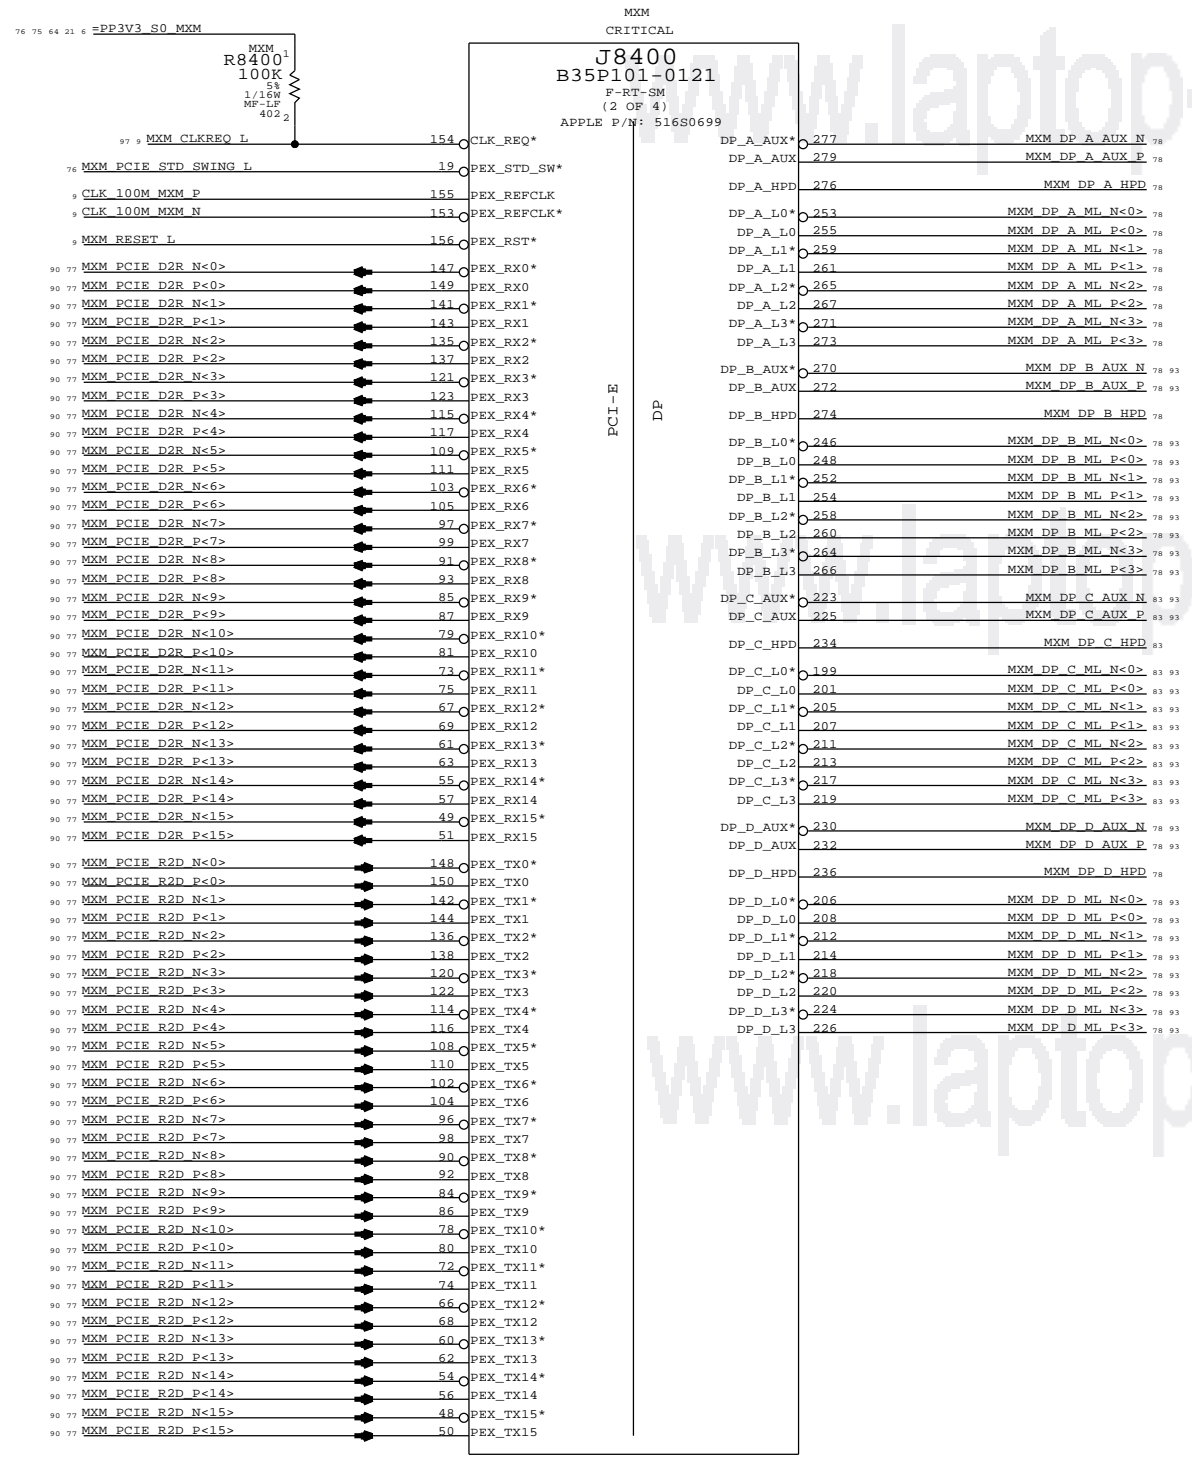 MXM
CRITICAL
76 75 64 21 6 =PP3V3_S0_MXM
J8400
B35P101-0121
F-RT-SM
(2 OF 4)
APPLE P/N: 516S0699
MXM 1
R8400
100K
5%
1/16W
MF-LF
402 2
PCI-E
DP
97 9 MXM_CLKREQ_L 154 CLK_REQ*
76 MXM_PCIE_STD_SWING_L 19 PEX_STD_SW*
9 CLK_100M_MXM_P 155 PEX_REFCLK
9 CLK_100M_MXM_N 153 PEX_REFCLK*
9 MXM_RESET_L 156 PEX_RST*
90 77 MXM_PCIE_D2R_N<0> 147 PEX_RX0*
90 77 MXM_PCIE_D2R_P<0> 149 PEX_RX0
90 77 MXM_PCIE_D2R_N<1> 141 PEX_RX1*
90 77 MXM_PCIE_D2R_P<1> 143 PEX_RX1
90 77 MXM_PCIE_D2R_N<2> 135 PEX_RX2*
90 77 MXM_PCIE_D2R_P<2> 137 PEX_RX2
90 77 MXM_PCIE_D2R_N<3> 121 PEX_RX3*
90 77 MXM_PCIE_D2R_P<3> 123 PEX_RX3
90 77 MXM_PCIE_D2R_N<4> 115 PEX_RX4*
90 77 MXM_PCIE_D2R_P<4> 117 PEX_RX4
90 77 MXM_PCIE_D2R_N<5> 109 PEX_RX5*
90 77 MXM_PCIE_D2R_P<5> 111 PEX_RX5
90 77 MXM_PCIE_D2R_N<6> 103 PEX_RX6*
90 77 MXM_PCIE_D2R_P<6> 105 PEX_RX6
90 77 MXM_PCIE_D2R_N<7> 97 PEX_RX7*
90 77 MXM_PCIE_D2R_P<7> 99 PEX_RX7
90 77 MXM_PCIE_D2R_N<8> 91 PEX_RX8*
90 77 MXM_PCIE_D2R_P<8> 93 PEX_RX8
90 77 MXM_PCIE_D2R_N<9> 85 PEX_RX9*
90 77 MXM_PCIE_D2R_P<9> 87 PEX_RX9
90 77 MXM_PCIE_D2R_N<10> 79 PEX_RX10*
90 77 MXM_PCIE_D2R_P<10> 81 PEX_RX10
90 77 MXM_PCIE_D2R_N<11> 73 PEX_RX11*
90 77 MXM_PCIE_D2R_P<11> 75 PEX_RX11
90 77 MXM_PCIE_D2R_N<12> 67 PEX_RX12*
90 77 MXM_PCIE_D2R_P<12> 69 PEX_RX12
90 77 MXM_PCIE_D2R_N<13> 61 PEX_RX13*
90 77 MXM_PCIE_D2R_P<13> 63 PEX_RX13
90 77 MXM_PCIE_D2R_N<14> 55 PEX_RX14*
90 77 MXM_PCIE_D2R_P<14> 57 PEX_RX14
90 77 MXM_PCIE_D2R_N<15> 49 PEX_RX15*
90 77 MXM_PCIE_D2R_P<15> 51 PEX_RX15
90 77 MXM_PCIE_R2D_N<0> 148 PEX_TX0*
90 77 MXM_PCIE_R2D_P<0> 150 PEX_TX0
90 77 MXM_PCIE_R2D_N<1> 142 PEX_TX1*
90 77 MXM_PCIE_R2D_P<1> 144 PEX_TX1
90 77 MXM_PCIE_R2D_N<2> 136 PEX_TX2*
90 77 MXM_PCIE_R2D_P<2> 138 PEX_TX2
90 77 MXM_PCIE_R2D_N<3> 120 PEX_TX3*
90 77 MXM_PCIE_R2D_P<3> 122 PEX_TX3
90 77 MXM_PCIE_R2D_N<4> 114 PEX_TX4*
90 77 MXM_PCIE_R2D_P<4> 116 PEX_TX4
90 77 MXM_PCIE_R2D_N<5> 108 PEX_TX5*
90 77 MXM_PCIE_R2D_P<5> 110 PEX_TX5
90 77 MXM_PCIE_R2D_N<6> 102 PEX_TX6*
90 77 MXM_PCIE_R2D_P<6> 104 PEX_TX6
90 77 MXM_PCIE_R2D_N<7> 96 PEX_TX7*
90 77 MXM_PCIE_R2D_P<7> 98 PEX_TX7
90 77 MXM_PCIE_R2D_N<8> 90 PEX_TX8*
90 77 MXM_PCIE_R2D_P<8> 92 PEX_TX8
90 77 MXM_PCIE_R2D_N<9> 84 PEX_TX9*
90 77 MXM_PCIE_R2D_P<9> 86 PEX_TX9
90 77 MXM_PCIE_R2D_N<10> 78 PEX_TX10*
90 77 MXM_PCIE_R2D_P<10> 80 PEX_TX10
90 77 MXM_PCIE_R2D_N<11> 72 PEX_TX11*
90 77 MXM_PCIE_R2D_P<11> 74 PEX_TX11
90 77 MXM_PCIE_R2D_N<12> 66 PEX_TX12*
90 77 MXM_PCIE_R2D_P<12> 68 PEX_TX12
90 77 MXM_PCIE_R2D_N<13> 60 PEX_TX13*
90 77 MXM_PCIE_R2D_P<13> 62 PEX_TX13
90 77 MXM_PCIE_R2D_N<14> 54 PEX_TX14*
90 77 MXM_PCIE_R2D_P<14> 56 PEX_TX14
90 77 MXM_PCIE_R2D_N<15> 48 PEX_TX15*
90 77 MXM_PCIE_R2D_P<15> 50 PEX_TX15
DP_A_AUX* 277 MXM_DP_A_AUX_N 78
DP_A_AUX 279 MXM_DP_A_AUX_P 78
DP_A_HPD 276 MXM_DP_A_HPD 78
DP_A_L0* 253 MXM_DP_A_ML_N<0> 78
DP_A_L0 255 MXM_DP_A_ML_P<0> 78
DP_A_L1* 259 MXM_DP_A_ML_N<1> 78
DP_A_L1 261 MXM_DP_A_ML_P<1> 78
DP_A_L2* 265 MXM_DP_A_ML_N<2> 78
DP_A_L2 267 MXM_DP_A_ML_P<2> 78
DP_A_L3* 271 MXM_DP_A_ML_N<3> 78
DP_A_L3 273 MXM_DP_A_ML_P<3> 78
DP_B_AUX* 270 MXM_DP_B_AUX_N 78 93
DP_B_AUX 272 MXM_DP_B_AUX_P 78 93
DP_B_HPD 274 MXM_DP_B_HPD 78
DP_B_L0* 246 MXM_DP_B_ML_N<0> 78 93
DP_B_L0 248 MXM_DP_B_ML_P<0> 78 93
DP_B_L1* 252 MXM_DP_B_ML_N<1> 78 93
DP_B_L1 254 MXM_DP_B_ML_P<1> 78 93
DP_B_L2* 258 MXM_DP_B_ML_N<2> 78 93
DP_B_L2 260 MXM_DP_B_ML_P<2> 78 93
DP_B_L3* 264 MXM_DP_B_ML_N<3> 78 93
DP_B_L3 266 MXM_DP_B_ML_P<3> 78 93
DP_C_AUX* 223 MXM_DP_C_AUX_N 83 93
DP_C_AUX 225 MXM_DP_C_AUX_P 83 93
DP_C_HPD 234 MXM_DP_C_HPD 83
DP_C_L0* 199 MXM_DP_C_ML_N<0> 83 93
DP_C_L0 201 MXM_DP_C_ML_P<0> 83 93
DP_C_L1* 205 MXM_DP_C_ML_N<1> 83 93
DP_C_L1 207 MXM_DP_C_ML_P<1> 83 93
DP_C_L2* 211 MXM_DP_C_ML_N<2> 83 93
DP_C_L2 213 MXM_DP_C_ML_P<2> 83 93
DP_C_L3* 217 MXM_DP_C_ML_N<3> 83 93
DP_C_L3 219 MXM_DP_C_ML_P<3> 83 93
DP_D_AUX* 230 MXM_DP_D_AUX_N 78 93
DP_D_AUX 232 MXM_DP_D_AUX_P 78 93
DP_D_HPD 236 MXM_DP_D_HPD 78
DP_D_L0* 206 MXM_DP_D_ML_N<0> 78 93
DP_D_L0 208 MXM_DP_D_ML_P<0> 78 93
DP_D_L1* 212 MXM_DP_D_ML_N<1> 78 93
DP_D_L1 214 MXM_DP_D_ML_P<1> 78 93
DP_D_L2* 218 MXM_DP_D_ML_N<2> 78 93
DP_D_L2 220 MXM_DP_D_ML_P<2> 78 93
DP_D_L3* 224 MXM_DP_D_ML_N<3> 78 93
DP_D_L3 226 MXM_DP_D_ML_P<3> 78 93
www.laptop-
www.laptop
www.laptop